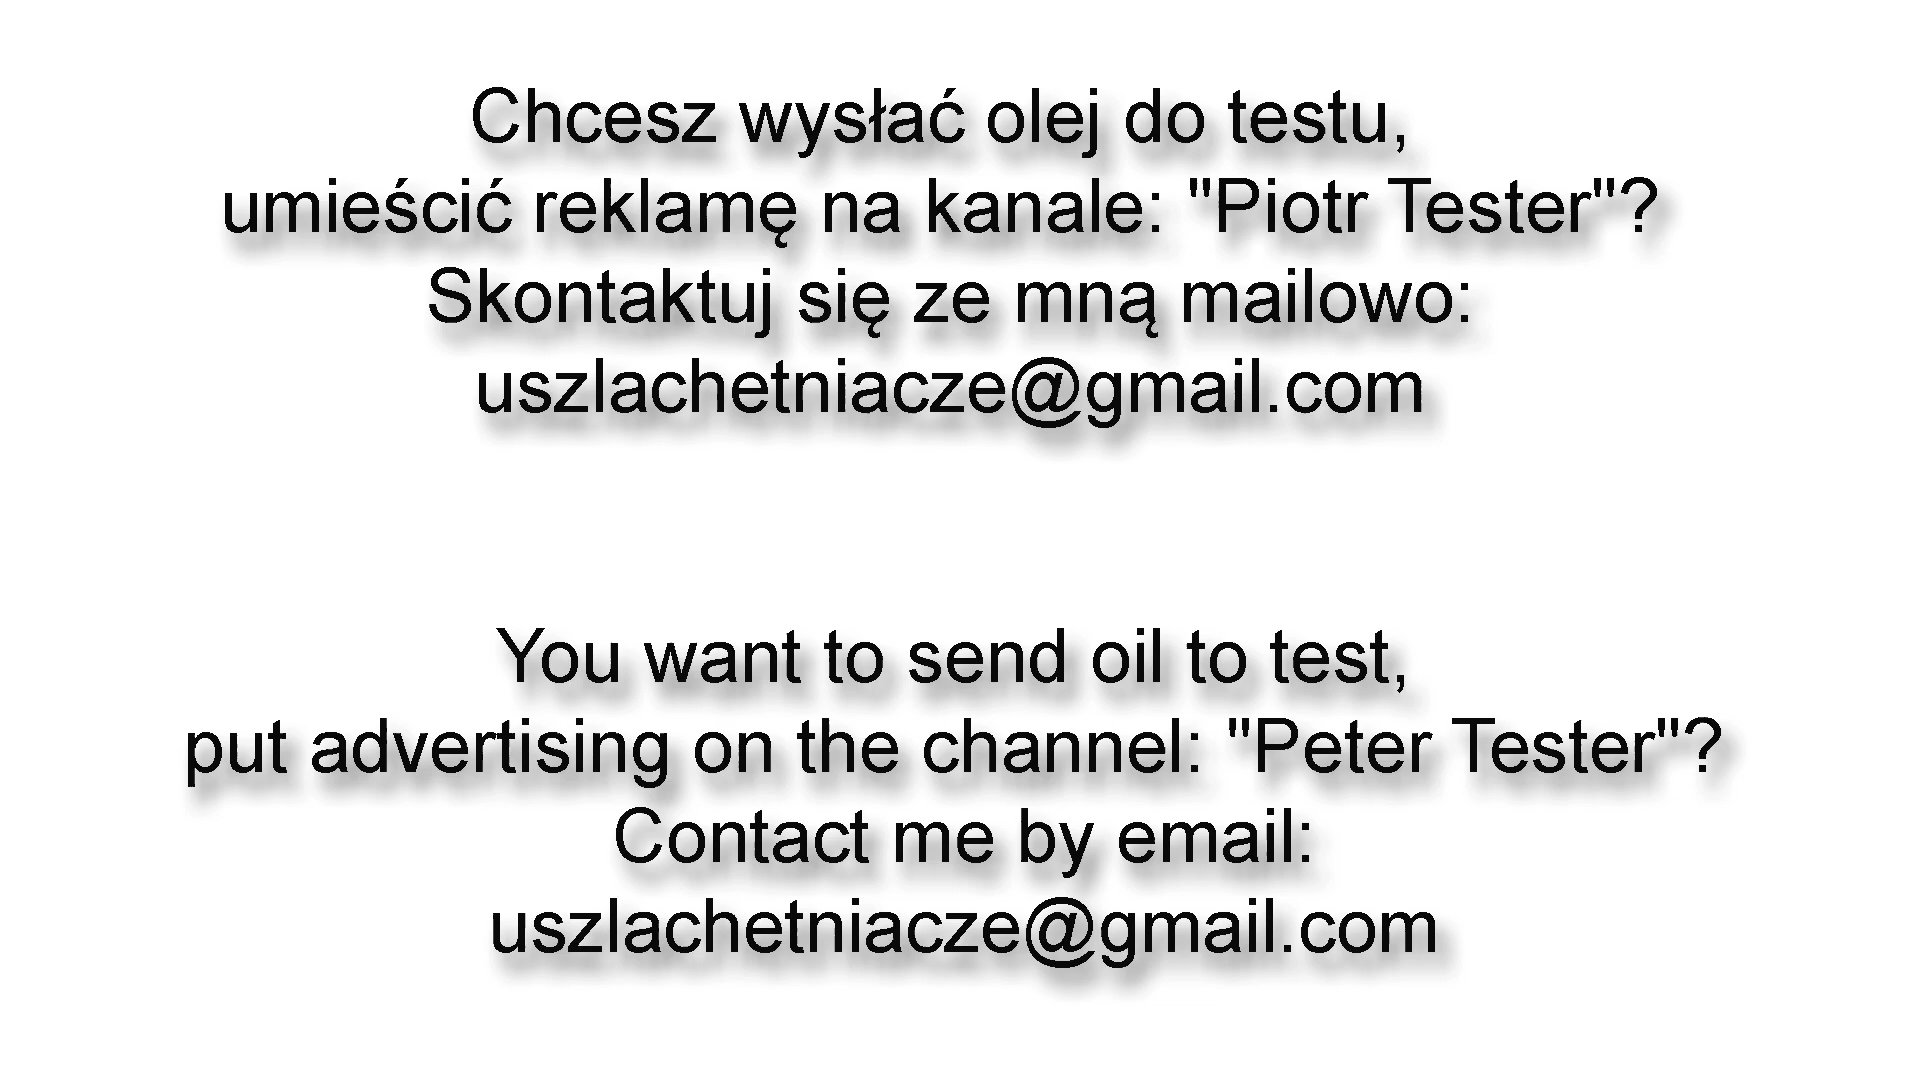 Chcesz wysłać olej do testu,
umieścić reklamę na kanale: "Piotr Tester"?
Skontaktuj się ze mną mailowo:
uszlachetniacze@gmail.com
You want to send oil to test,
put advertising on the channel: "Peter Tester"?
Contact me by email:
uszlachetniacze@gmail.com